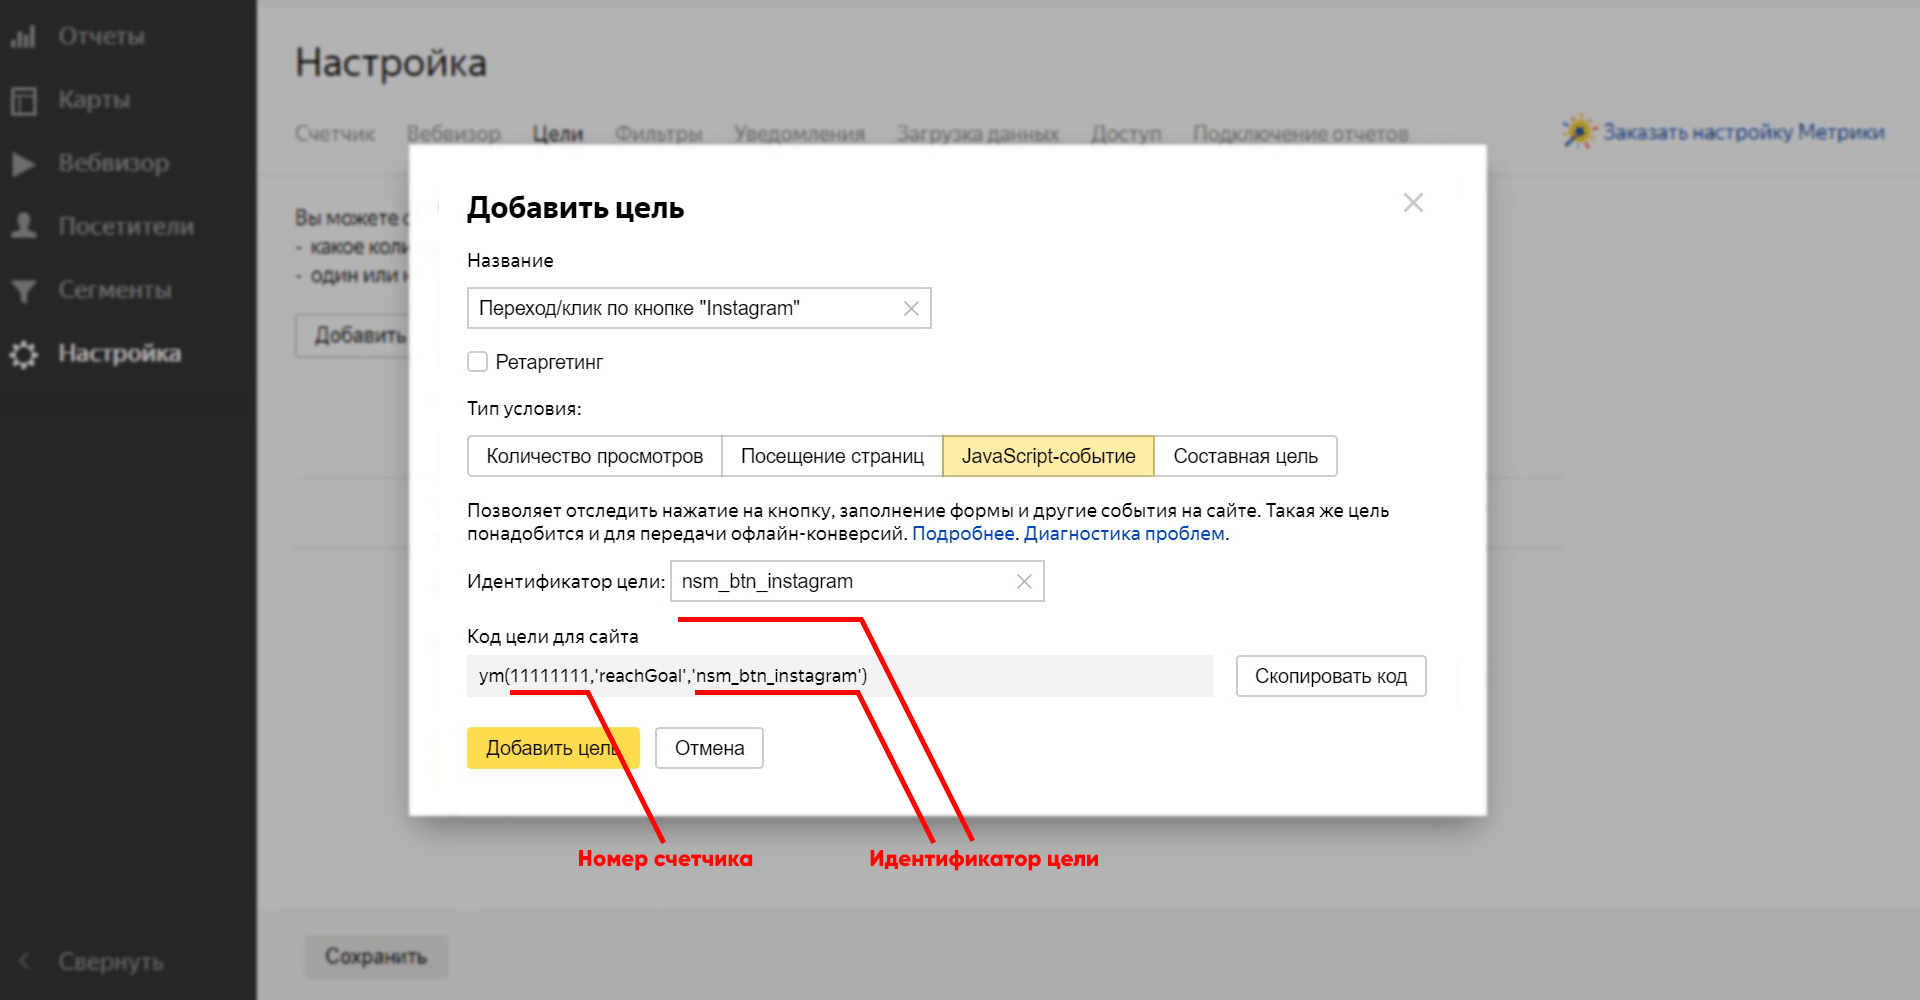 Отчеты
Карты
Вебвизор
Посетители
Сегменты
Настройка
Свернуть
Настройка
Счетчик Вебвизор Цели Фильтры Уведомления Загрузка данных Доступ Подключение отчетов
Заказать настройку Метрики
Вы можете
- какое
- один или
Добавить
Добавить цель
Название
Переход/клик по кнопке "Instagram"
Ретаргетинг
Тип условия:
Количество просмотров Посещение страниц JavaScript-событие Составная цель
Позволяет отследить нажатие на кнопку, заполнение формы и другие события на сайте. Такая же цель
понадобится и для передачи офлайн-конверсий. Подробнее. Диагностика проблем.
Идентификатор цели: nsm_btn_instagram
Код цели для сайта
ym(11111111,'reachGoal','nsm_btn_instagram')
Скопировать код
Добавить цель Отмена
Номер счетчика Идентификатор цели
Сохранить